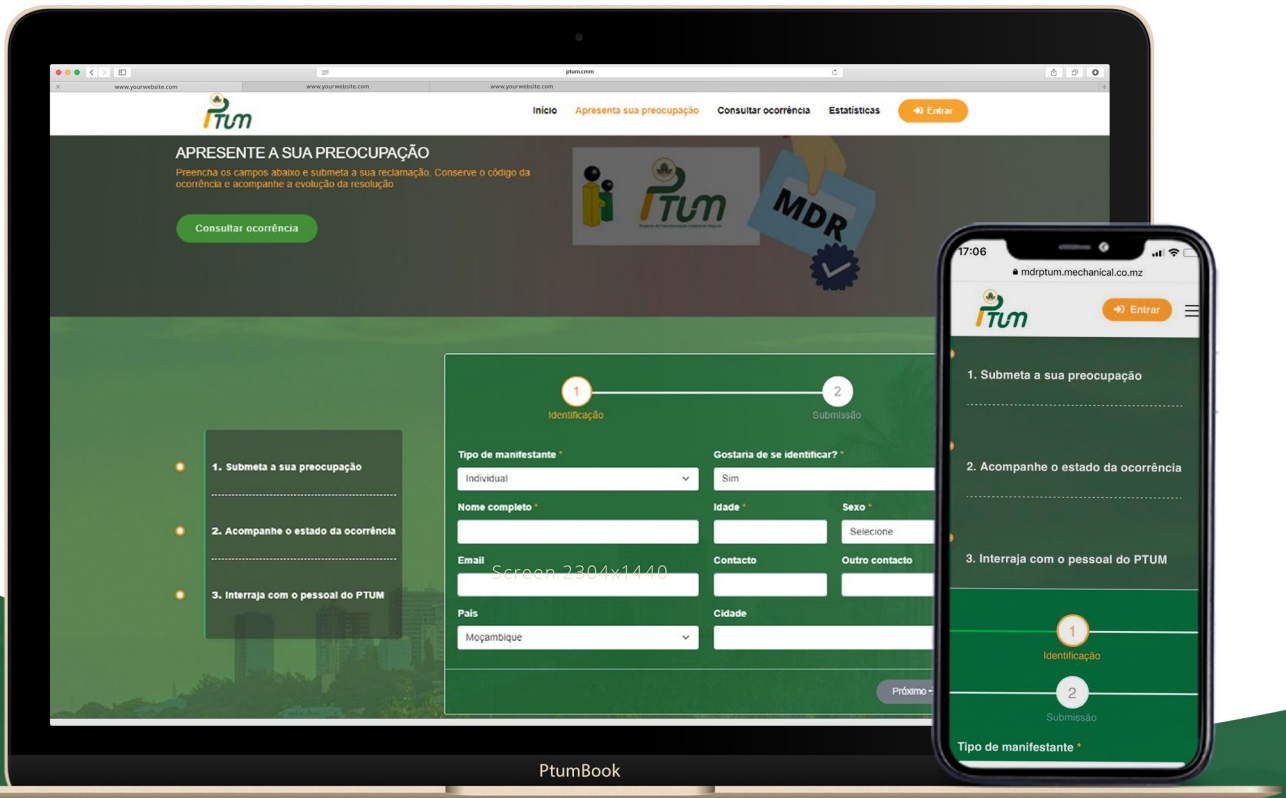 ptum.cmm
www.yourwebsite.com
www.yourwebsite.com
www.yourwebsite.com
PTUM
Início
Apresenta sua preocupação
Consultar ocorrência
Estatísticas
Entrar
APRESENTE A SUA PREOCUPAÇÃO
Preencha os campos abaixo e submeta a sua reclamação. Conserve o código da
ocorrência e acompanhe a evolução da resolução
Consultar ocorrência
PTUM
MDR
1. Submeta a sua preocupação
2. Acompanhe o estado da ocorrência
3. Interraja com o pessoal do PTUM
1
2
Identificação
Submissão
Tipo de manifestante *
Gostaria de se identificar? *
Individual
Sim
Nome completo *
Idade *
Sexo *
Selecione
Email
Contacto
Outro contacto
Screen 2304x1440
País
Cidade
Moçambique
Próximo
PtumBook
17:06
mdrptum.mechanical.co.mz
PTUM
Entrar
1. Submeta a sua preocupação
2. Acompanhe o estado da ocorrência
3. Interraja com o pessoal do PTUM
1
Identificação
2
Submissão
Tipo de manifestante *